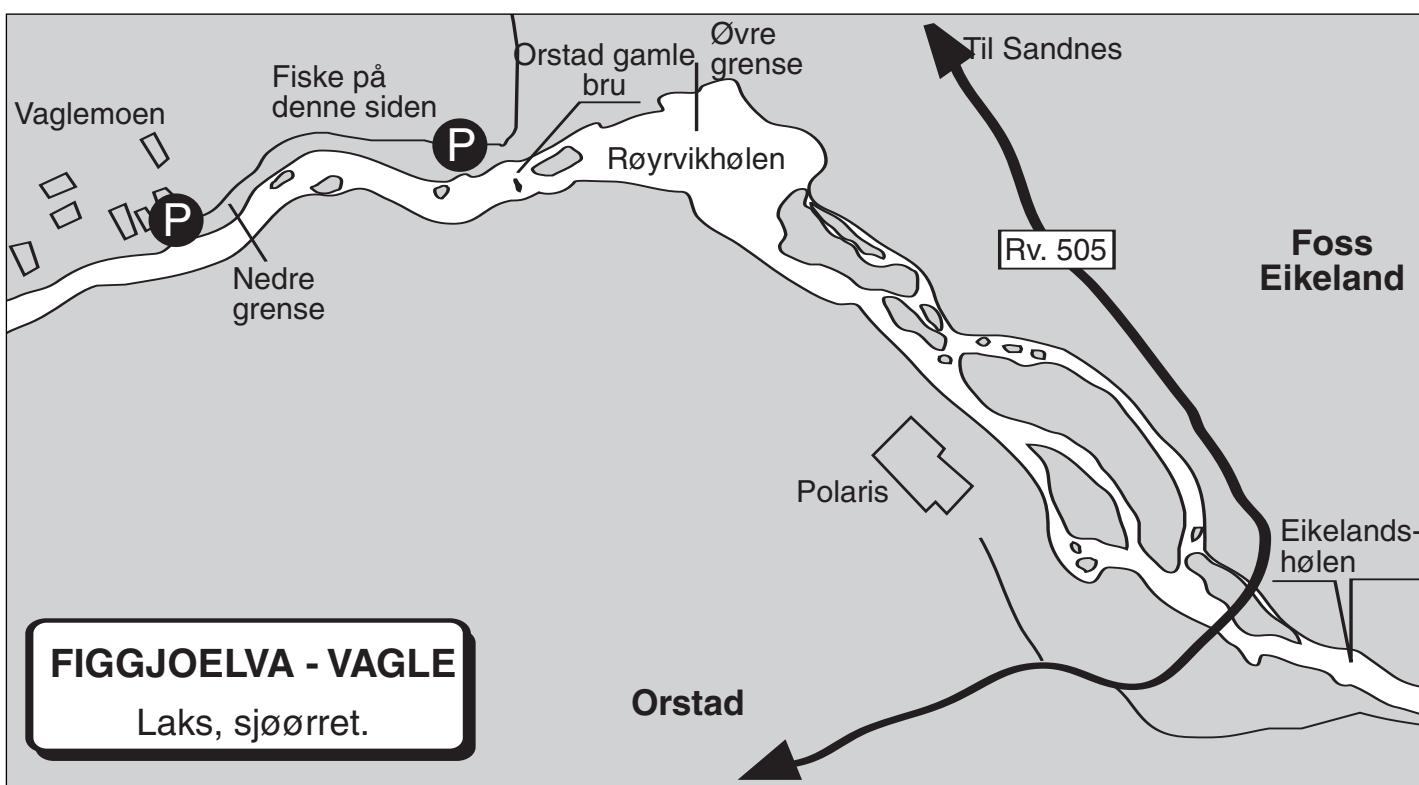 Øvre
grense
Til Sandnes
Orstad gamle
bru
Fiske på
denne siden
Vaglemoen
P
Røyrvikhølen
P
Rv. 505
Foss
Eikeland
Nedre
grense
Polaris
Eikelands-
hølen
FIGGJOELVA - VAGLE
Laks, sjøørret.
Orstad